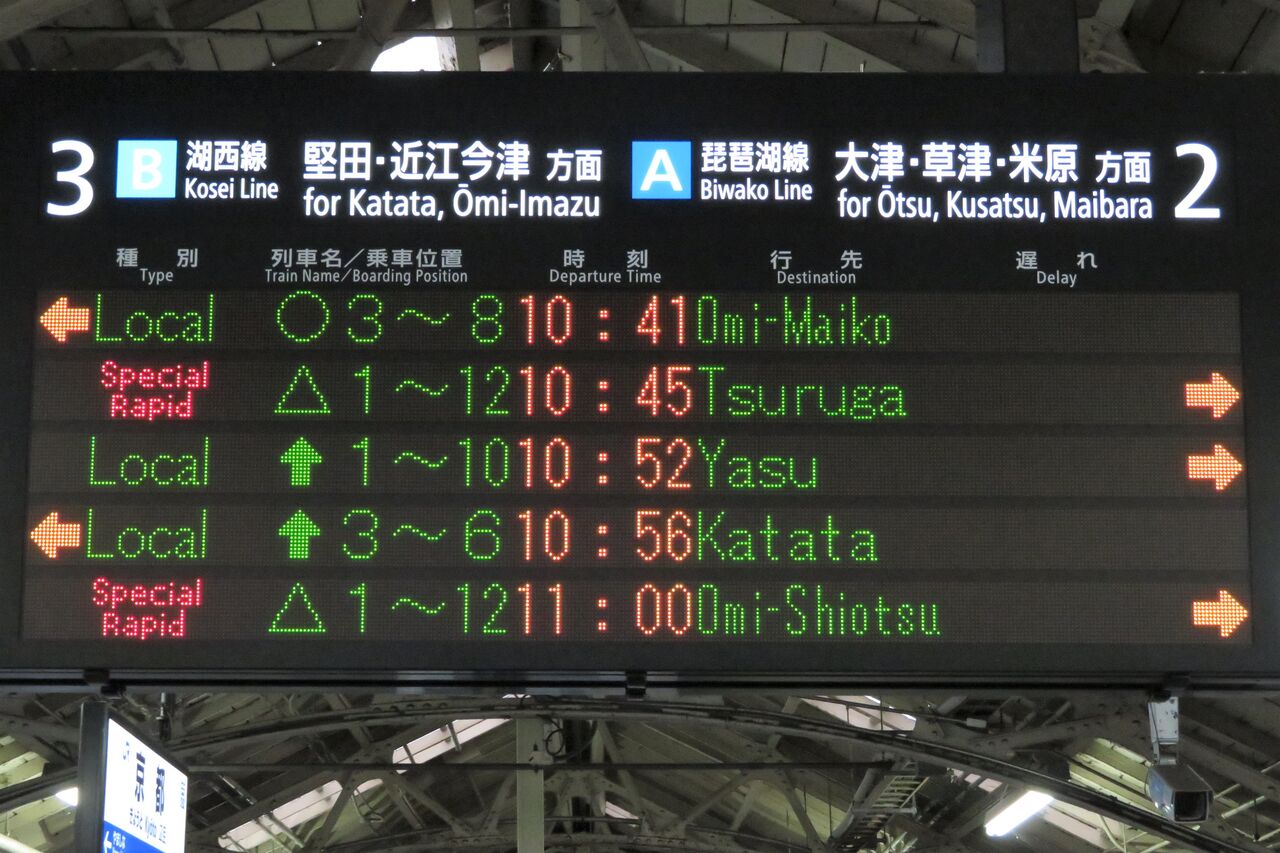 3 B 湖西線 堅田・近江今津 方面 A 琵琶湖線 大津・草津・米原 方面 2
Kosei Line for Katata, Ōmi-Imazu Biwako Line for Ōtsu, Kusatsu, Maibara
種別 列車名/乗車位置 時刻 行先 遅れ
Type Train Name/Boarding Position Departure Time Destination Delay
← Local ○ 3～8 10:41 Omi-Maiko
Special Rapid △ 1～12 10:45 Tsuruga →
Local ↑ 1～10 10:52 Yasu →
← Local ↑ 3～6 10:56 Katata
Special Rapid △ 1～12 11:00 Omi-Shiotsu →
京都
きょうと Kyōto